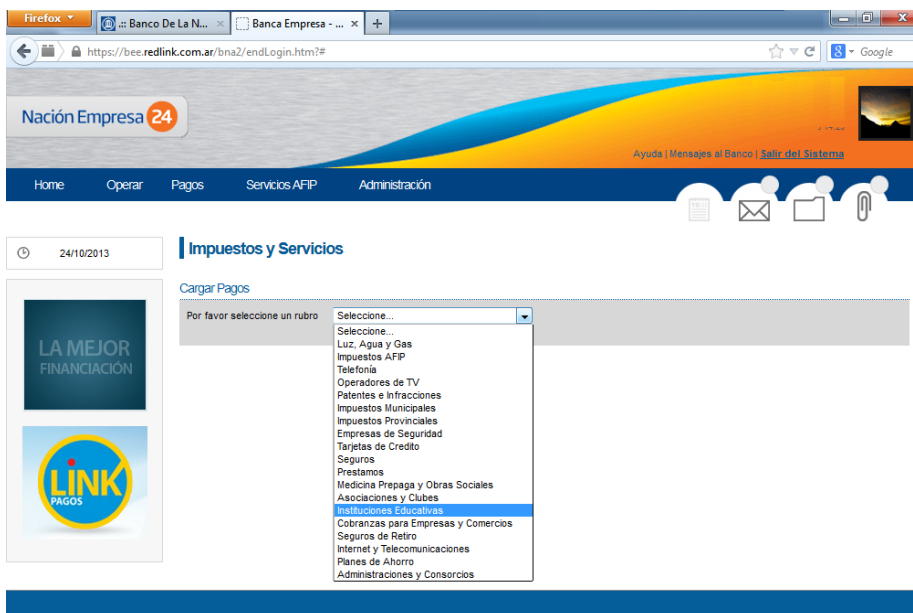 Firefox
.:: Banco De La N...
Banca Empresa - ...
https://bee.redlink.com.ar/bna2/endLogin.htm?#
Google
Nación Empresa 24
Ayuda | Mensajes al Banco | Salir del Sistema
Home Operar Pagos Servicios AFIP Administración
24/10/2013
Impuestos y Servicios
Cargar Pagos
Por favor seleccione un rubro
Seleccione...
Seleccione...
Luz, Agua y Gas
Impuestos AFIP
Telefonía
Operadores de TV
Patentes e Infracciones
Impuestos Municipales
Impuestos Provinciales
Empresas de Seguridad
Tarjetas de Credito
Seguros
Prestamos
Medicina Prepaga y Obras Sociales
Asociaciones y Clubes
Instituciones Educativas
Cobranzas para Empresas y Comercios
Seguros de Retiro
Internet y Telecomunicaciones
Planes de Ahorro
Administraciones y Consorcios
LA MEJOR
FINANCIACIÓN
LINK
PAGOS